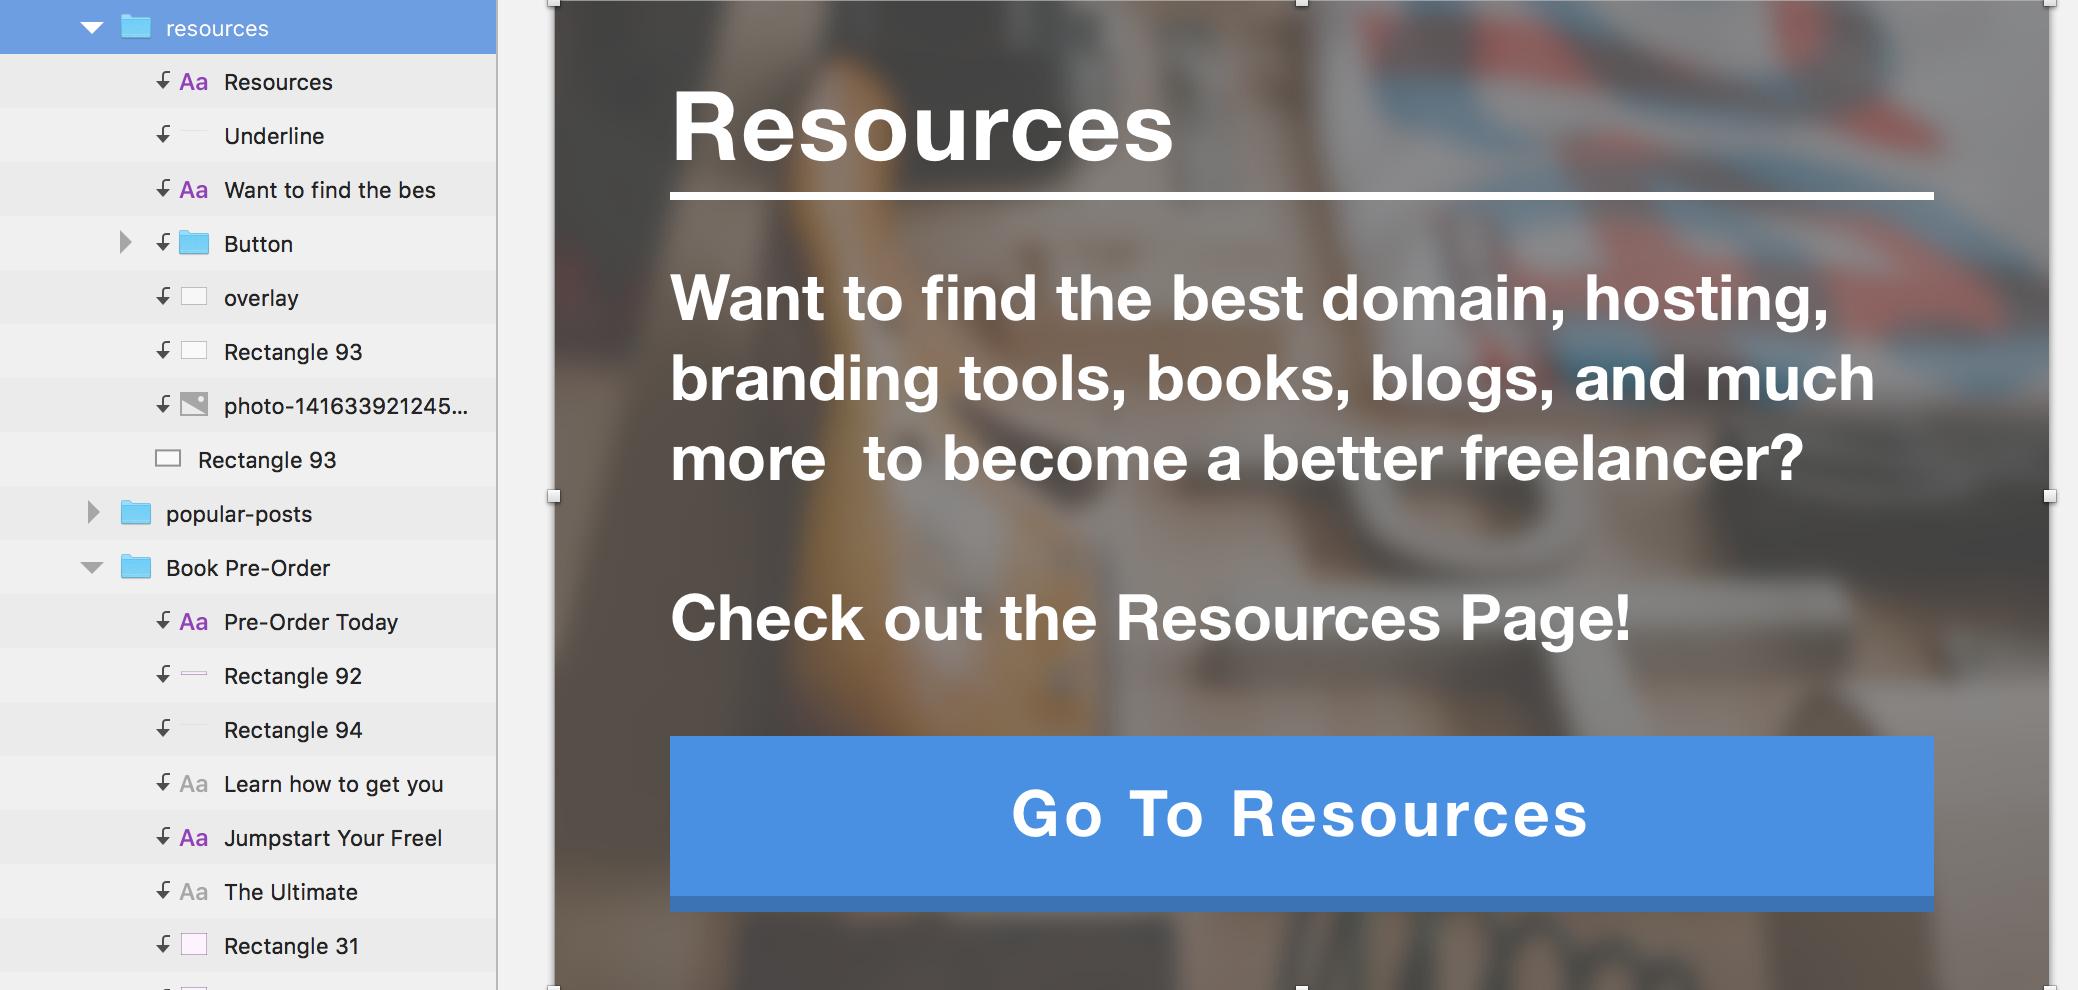 resources
Aa Resources
Underline
Aa Want to find the bes
Button
overlay
Rectangle 93
photo-141633921245...
Rectangle 93
popular-posts
Book Pre-Order
Aa Pre-Order Today
Rectangle 92
Rectangle 94
Aa Learn how to get you
Aa Jumpstart Your Freel
Aa The Ultimate
Rectangle 31
Resources
Want to find the best domain, hosting,
branding tools, books, blogs, and much
more  to become a better freelancer?
Check out the Resources Page!
Go To Resources